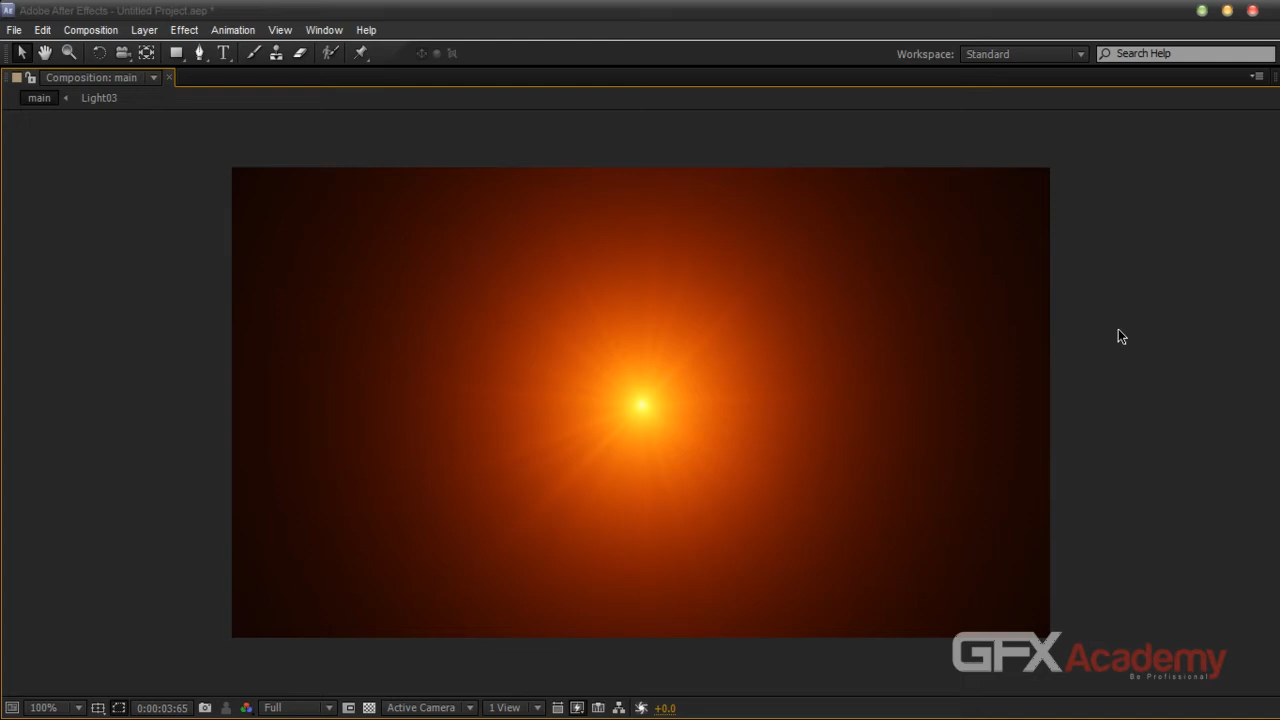 Adobe After Effects - Untitled Project.aep *
File Edit Composition Layer Effect Animation View Window Help
Workspace: Standard Search Help
Composition: main
main Light03
GFX Academy
Be Profissional
100% 0:00:03:65 Full Active Camera 1 View +0.0